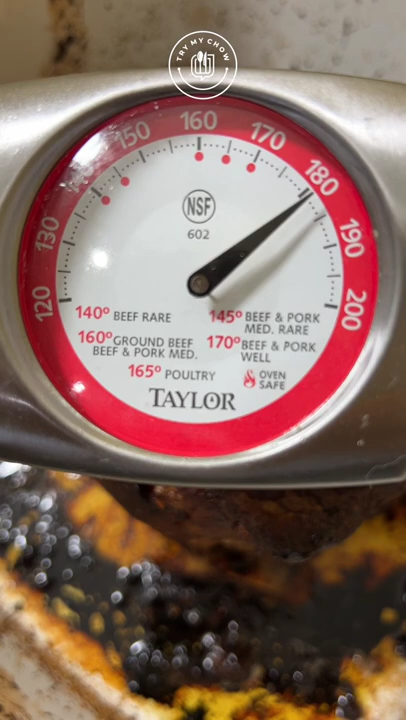 TRY MY CHOW
120 130 150 160 170 180 190 200
NSF
602
140° BEEF RARE
145° BEEF & PORK
MED. RARE
160° GROUND BEEF
BEEF & PORK MED.
170° BEEF & PORK
WELL
165° POULTRY
OVEN
SAFE
TAYLOR